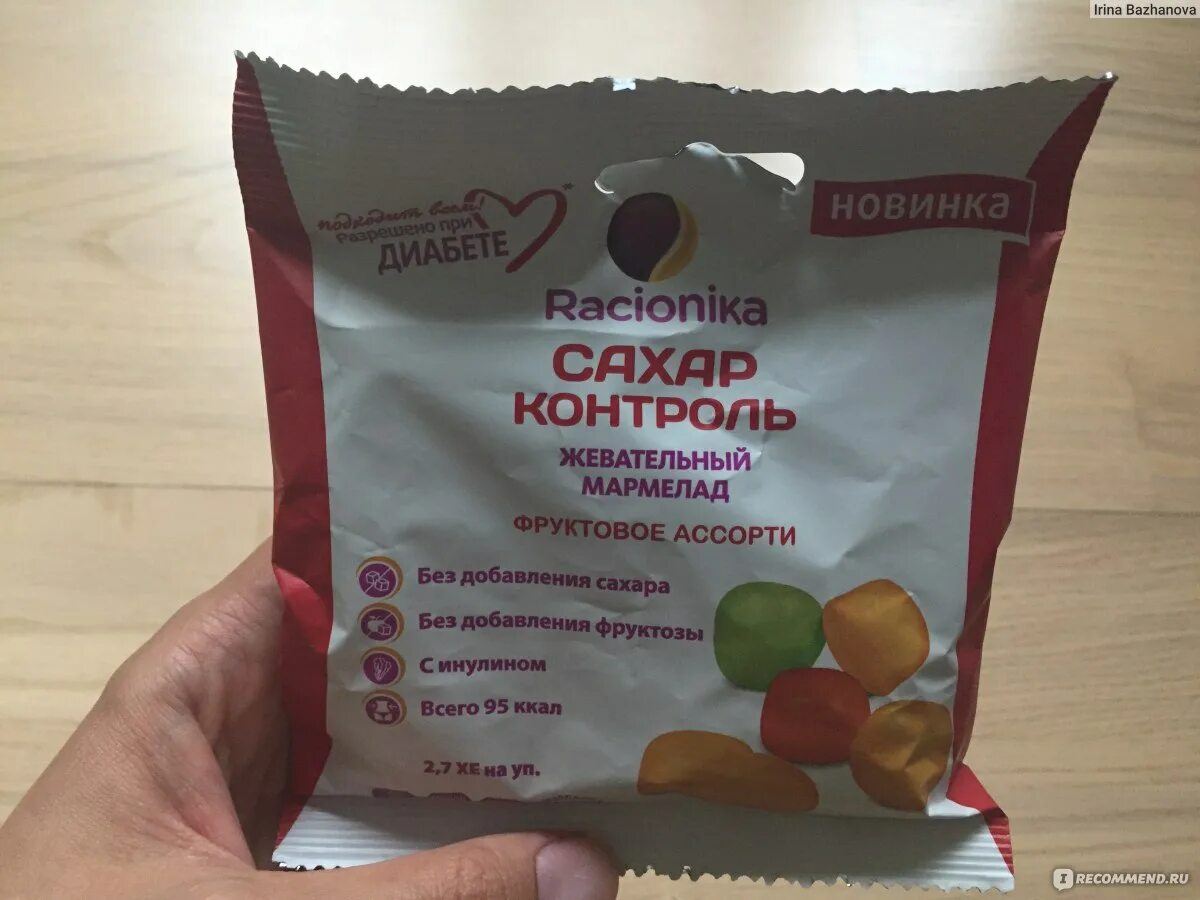 Irina Bazhanova
подходит всем!
Разрешено при
ДИАБЕТЕ*
НОВИНКА
Racionika
САХАР
КОНТРОЛЬ
ЖЕВАТЕЛЬНЫЙ
МАРМЕЛАД
ФРУКТОВОЕ АССОРТИ
Без добавления сахара
Без добавления фруктозы
С инулином
Всего 95 ккал
2,7 ХЕ на уп.
IRECOMMEND.RU